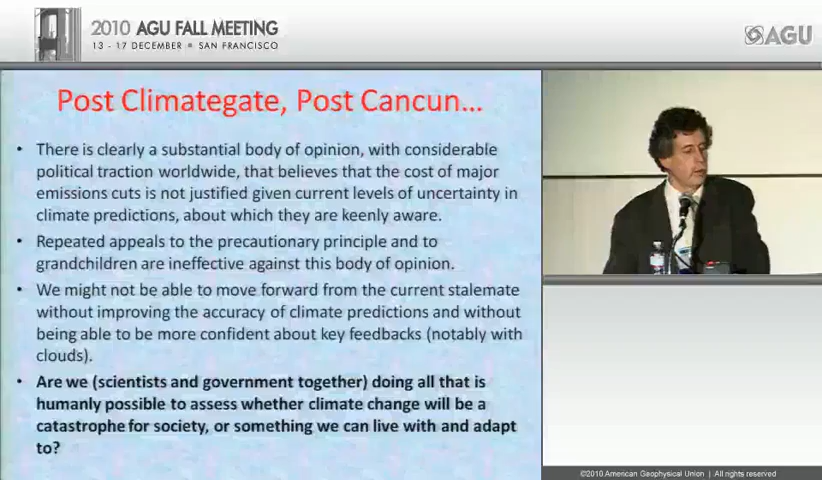 2010 AGU FALL MEETING
13 - 17 DECEMBER SAN FRANCISCO
AGU
Post Climategate, Post Cancun...
• There is clearly a substantial body of opinion, with considerable
political traction worldwide, that believes that the cost of major
emissions cuts is not justified given current levels of uncertainty in
climate predictions, about which they are keenly aware.
• Repeated appeals to the precautionary principle and to
grandchildren are ineffective against this body of opinion.
• We might not be able to move forward from the current stalemate
without improving the accuracy of climate predictions and without
being able to be more confident about key feedbacks (notably with
clouds).
• Are we (scientists and government together) doing all that is
humanly possible to assess whether climate change will be a
catastrophe for society, or something we can live with and adapt
to?
©2010 American Geophysical Union | All rights reserved